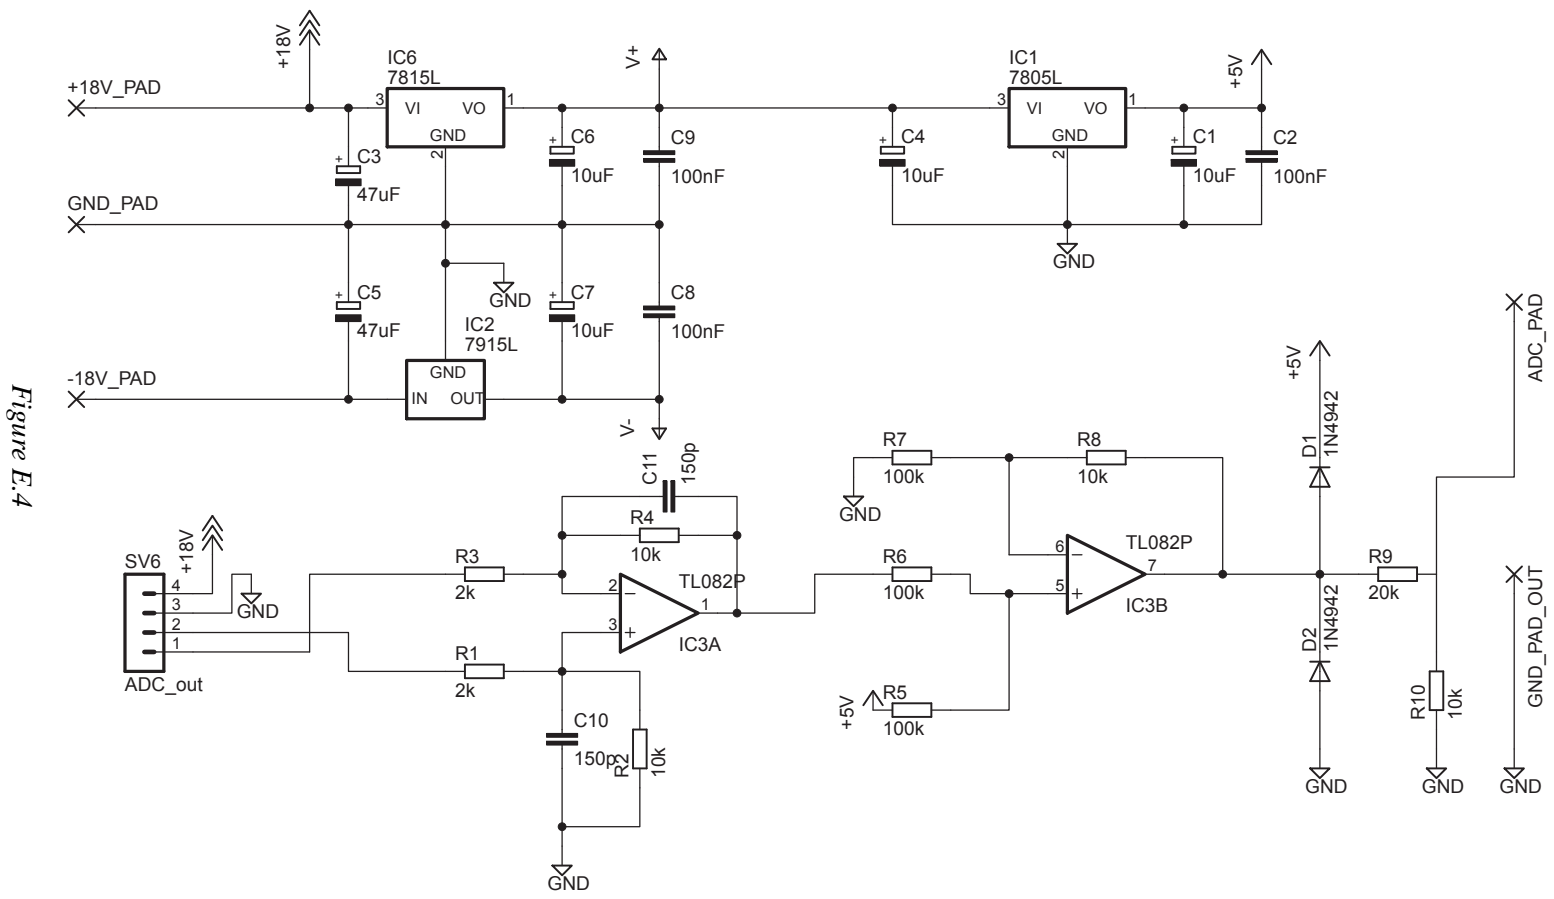 +18V
+18V_PAD
IC6
7815L
3
VI
VO
1
GND
2
C3
47uF
+
C6
10uF
+
V+
C9
100nF
C4
10uF
+
IC1
7805L
3
VI
VO
1
GND
2
C1
10uF
+
+5V
C2
100nF
GND
GND_PAD
GND
C5
47uF
+
IC2
7915L
GND
IN
OUT
C7
10uF
+
C8
100nF
-18V_PAD
V-
Figure E.4
SV6
4
3
2
1
ADC_out
+18V
GND
R3
2k
R1
2k
C11
150p
R4
10k
TL082P
2
3
1
−
+
IC3A
C10
150p
R2
10k
GND
R7
100k
GND
R8
10k
R6
100k
TL082P
6
5
7
−
+
IC3B
+5V
R5
100k
+5V
D1
1N4942
D2
1N4942
GND
R9
20k
R10
10k
GND
ADC_PAD
GND_PAD_OUT
GND